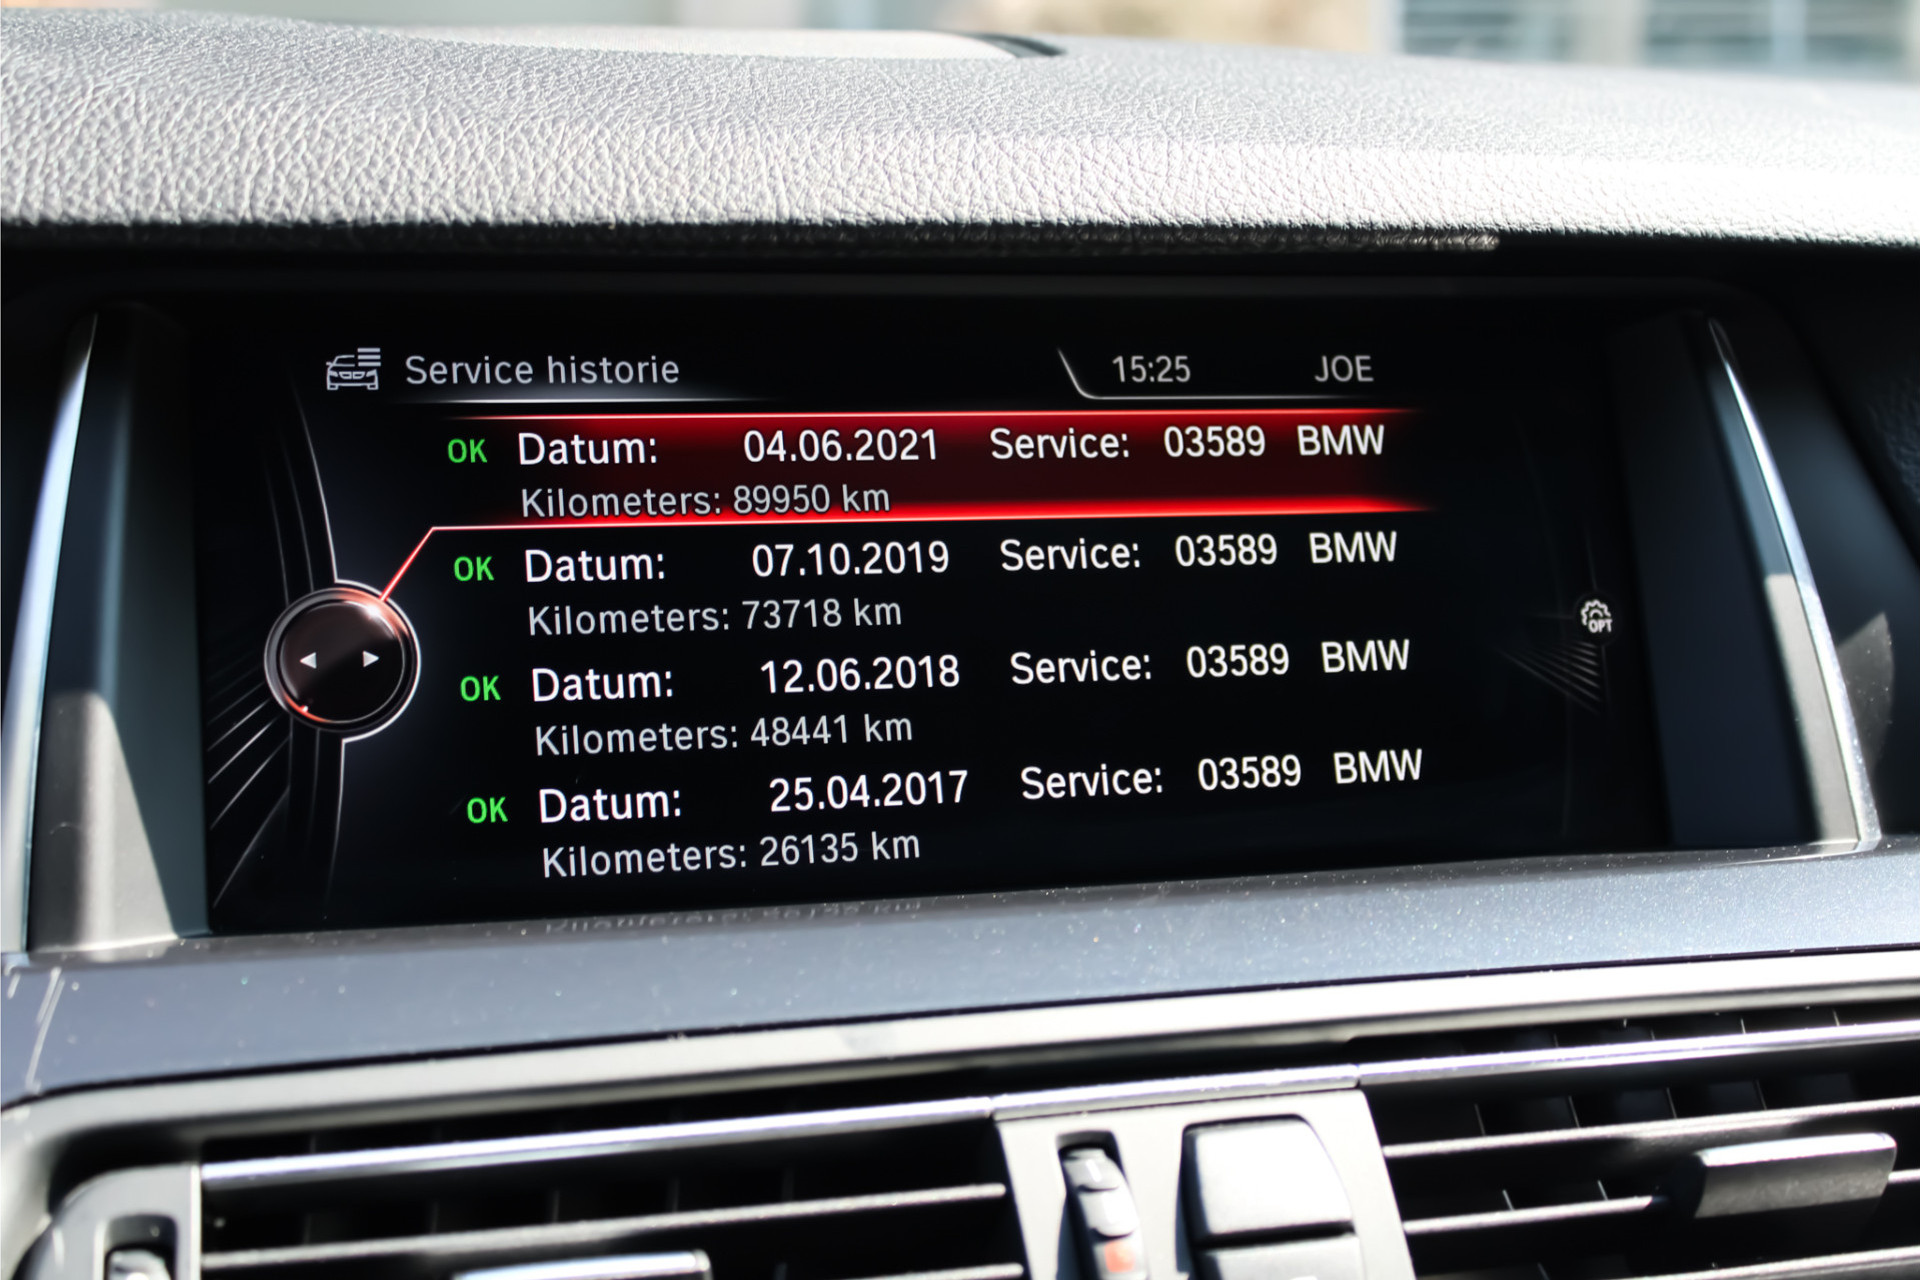 Service historie 15:25 JOE
OK Datum: 04.06.2021 Service: 03589 BMW
Kilometers: 89950 km
OK Datum: 07.10.2019 Service: 03589 BMW
Kilometers: 73718 km
OK Datum: 12.06.2018 Service: 03589 BMW
Kilometers: 48441 km
OPT
OK Datum: 25.04.2017 Service: 03589 BMW
Kilometers: 26135 km